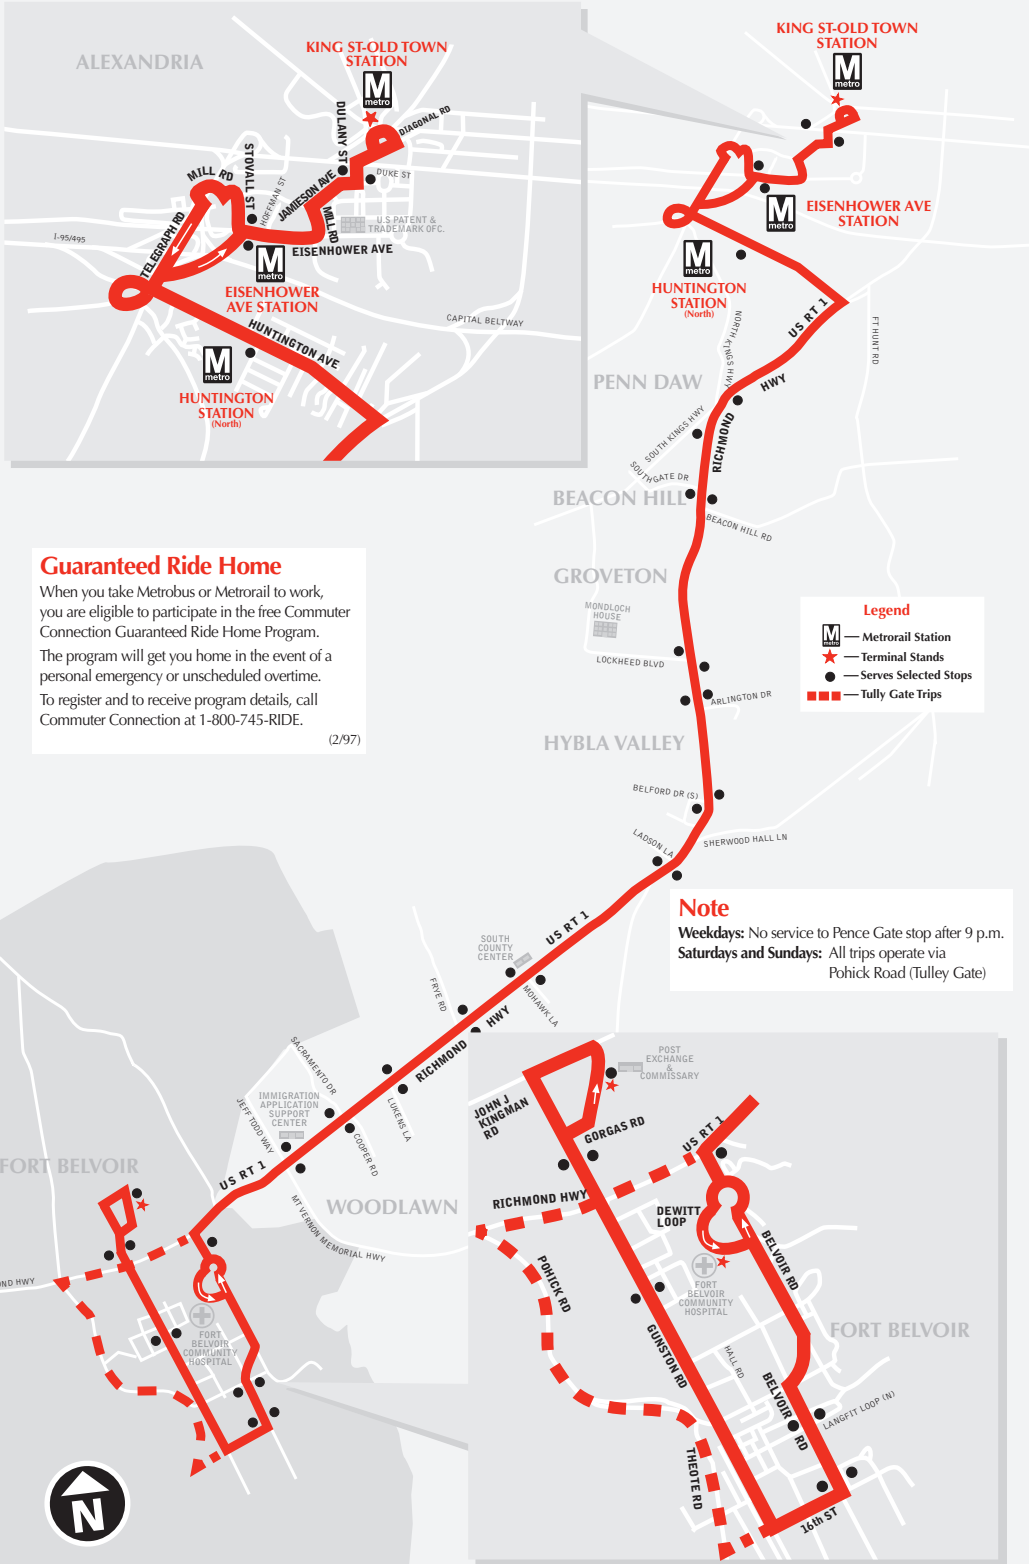 ALEXANDRIA
KING ST-OLD TOWN
STATION
M
metro
DULANY ST
DIAGONAL RD
STOVALL ST
MILL RD
HOFFMAN ST
JAMIESON AVE
DUKE ST
TELEGRAPH RD
MILL RD
U.S PATENT &
TRADEMARK OFC.
I-95/495
EISENHOWER AVE
M
metro
EISENHOWER
AVE STATION
CAPITAL BELTWAY
HUNTINGTON AVE
M
metro
HUNTINGTON
STATION
(North)
KING ST-OLD TOWN
STATION
M
metro
EISENHOWER AVE
STATION
M
metro
M
metro
HUNTINGTON
STATION
(North)
US RT 1
FT HUNT RD
NORTH KINGS HWY
PENN DAW
HWY
SOUTH KINGS HWY
RICHMOND
SOUTHGATE DR
BEACON HILL
BEACON HILL RD
GROVETON
MONDLOCH
HOUSE
LOCKHEED BLVD
ARLINGTON DR
HYBLA VALLEY
BELFORD DR (S)
SHERWOOD HALL LN
LADSON LA
Guaranteed Ride Home
When you take Metrobus or Metrorail to work,
you are eligible to participate in the free Commuter
Connection Guaranteed Ride Home Program.
The program will get you home in the event of a
personal emergency or unscheduled overtime.
To register and to receive program details, call
Commuter Connection at 1-800-745-RIDE.
(2/97)
Legend
M
metro
— Metrorail Station
— Terminal Stands
— Serves Selected Stops
— Tully Gate Trips
Note
Weekdays: No service to Pence Gate stop after 9 p.m.
Saturdays and Sundays: All trips operate via
Pohick Road (Tulley Gate)
US RT 1
SOUTH
COUNTY
CENTER
MOHAWK LA
FRYE RD
HWY
RICHMOND
SACRAMENTO DR
LUKENS LA
IMMIGRATION
APPLICATION
SUPPORT
CENTER
JEFF TODD WAY
COOPER RD
US RT 1
FORT BELVOIR
WOODLAWN
MT VERNON MEMORIAL HWY
OND HWY
FORT
BELVOIR
COMMUNITY
HOSPITAL
N
POST
EXCHANGE
&
COMMISSARY
JOHN J
KINGMAN
RD
GORGAS RD
US RT 1
RICHMOND HWY
DEWITT
LOOP
BELVOIR RD
POHICK RD
FORT
BELVOIR
COMMUNITY
HOSPITAL
FORT BELVOIR
GUNSTON RD
HALL RD
BELVOIR RD
LANGFIT LOOP (N)
THEOTE RD
16th ST